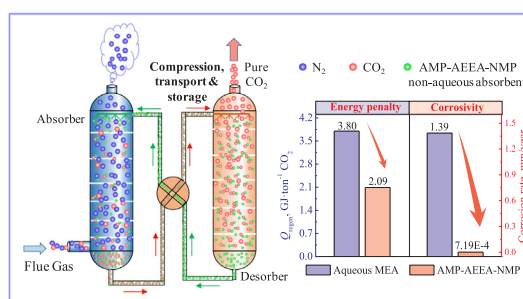 Compression,
transport &
storage
Pure
CO₂
N₂
CO₂
AMP-AEEA-NMP
non-aqueous absorbent
Absorber
Flue Gas
Desorber
Energy penalty
Corrosivity
4.2
3.80
2.8
2.09
2.1
1.4
0.7
0.0
1.39
7.19E-4
1.5
1.2
0.9
0.6
0.3
0.0
Aqueous MEA
AMP-AEEA-NMP